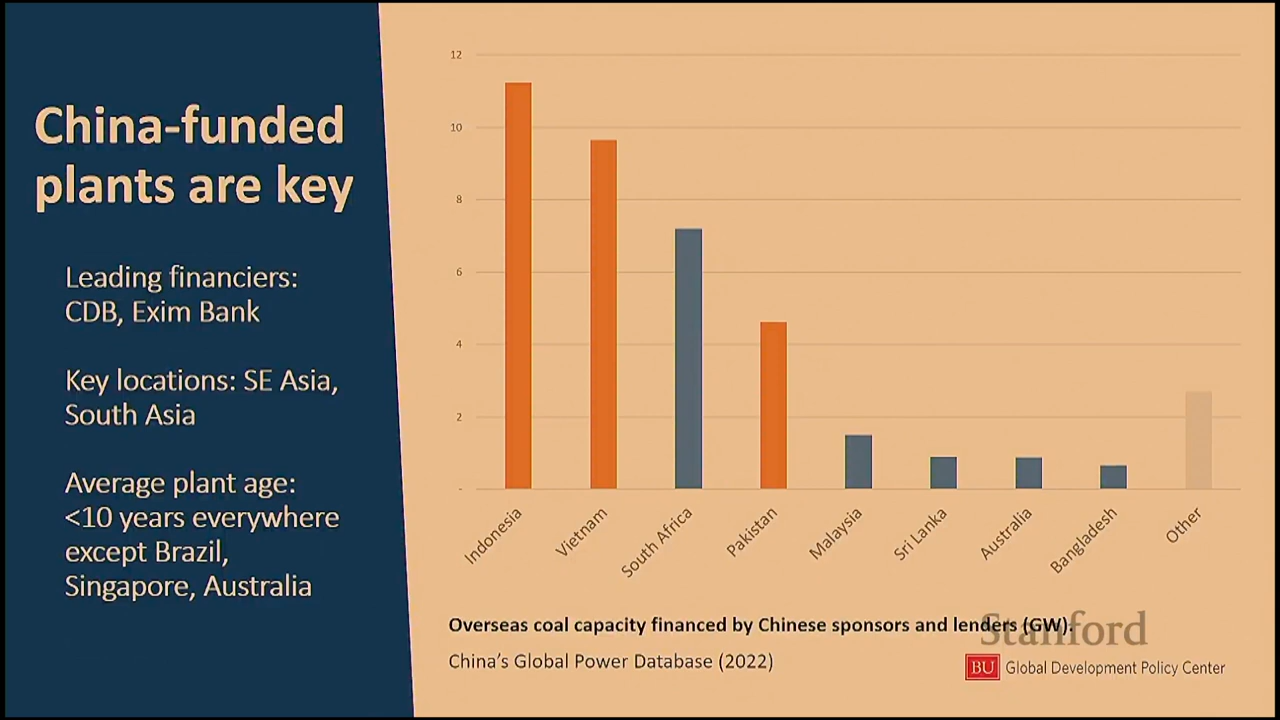 China-funded
plants are key
Leading financiers:
CDB, Exim Bank
Key locations: SE Asia,
South Asia
Average plant age:
<10 years everywhere
except Brazil,
Singapore, Australia
12
10
8
6
4
2
-
Indonesia
Vietnam
South Africa
Pakistan
Malaysia
Sri Lanka
Australia
Bangladesh
Other
Overseas coal capacity financed by Chinese sponsors and lenders (GW).
China's Global Power Database (2022)
Stanford
BU Global Development Policy Center